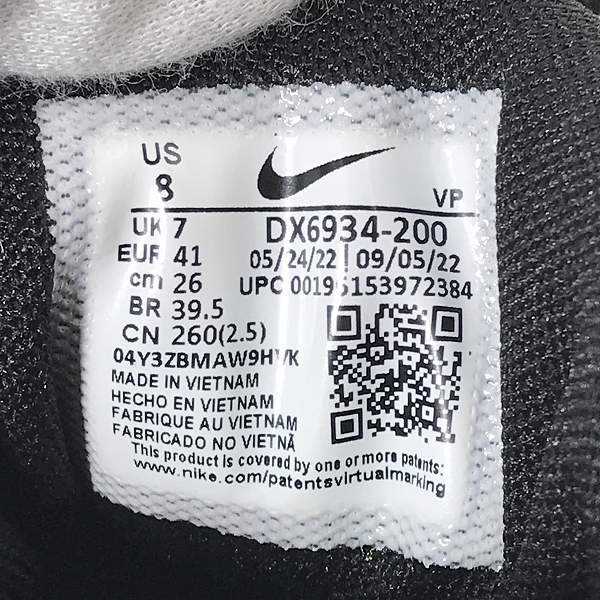 US
8
VP
UK 7 DX6934-200
EUR 41 05/24/22 | 09/05/22
cm 26 UPC 00196153972384
BR 39.5
CN 260(2.5)
04Y3ZBMAW9HVK
MADE IN VIETNAM
HECHO EN VIETNAM
FABRIQUE AU VIETNAM
FABRICADO NO VIETNÃ
This product is covered by one or more patents:
www.nike.com/patentsvirtualmarking